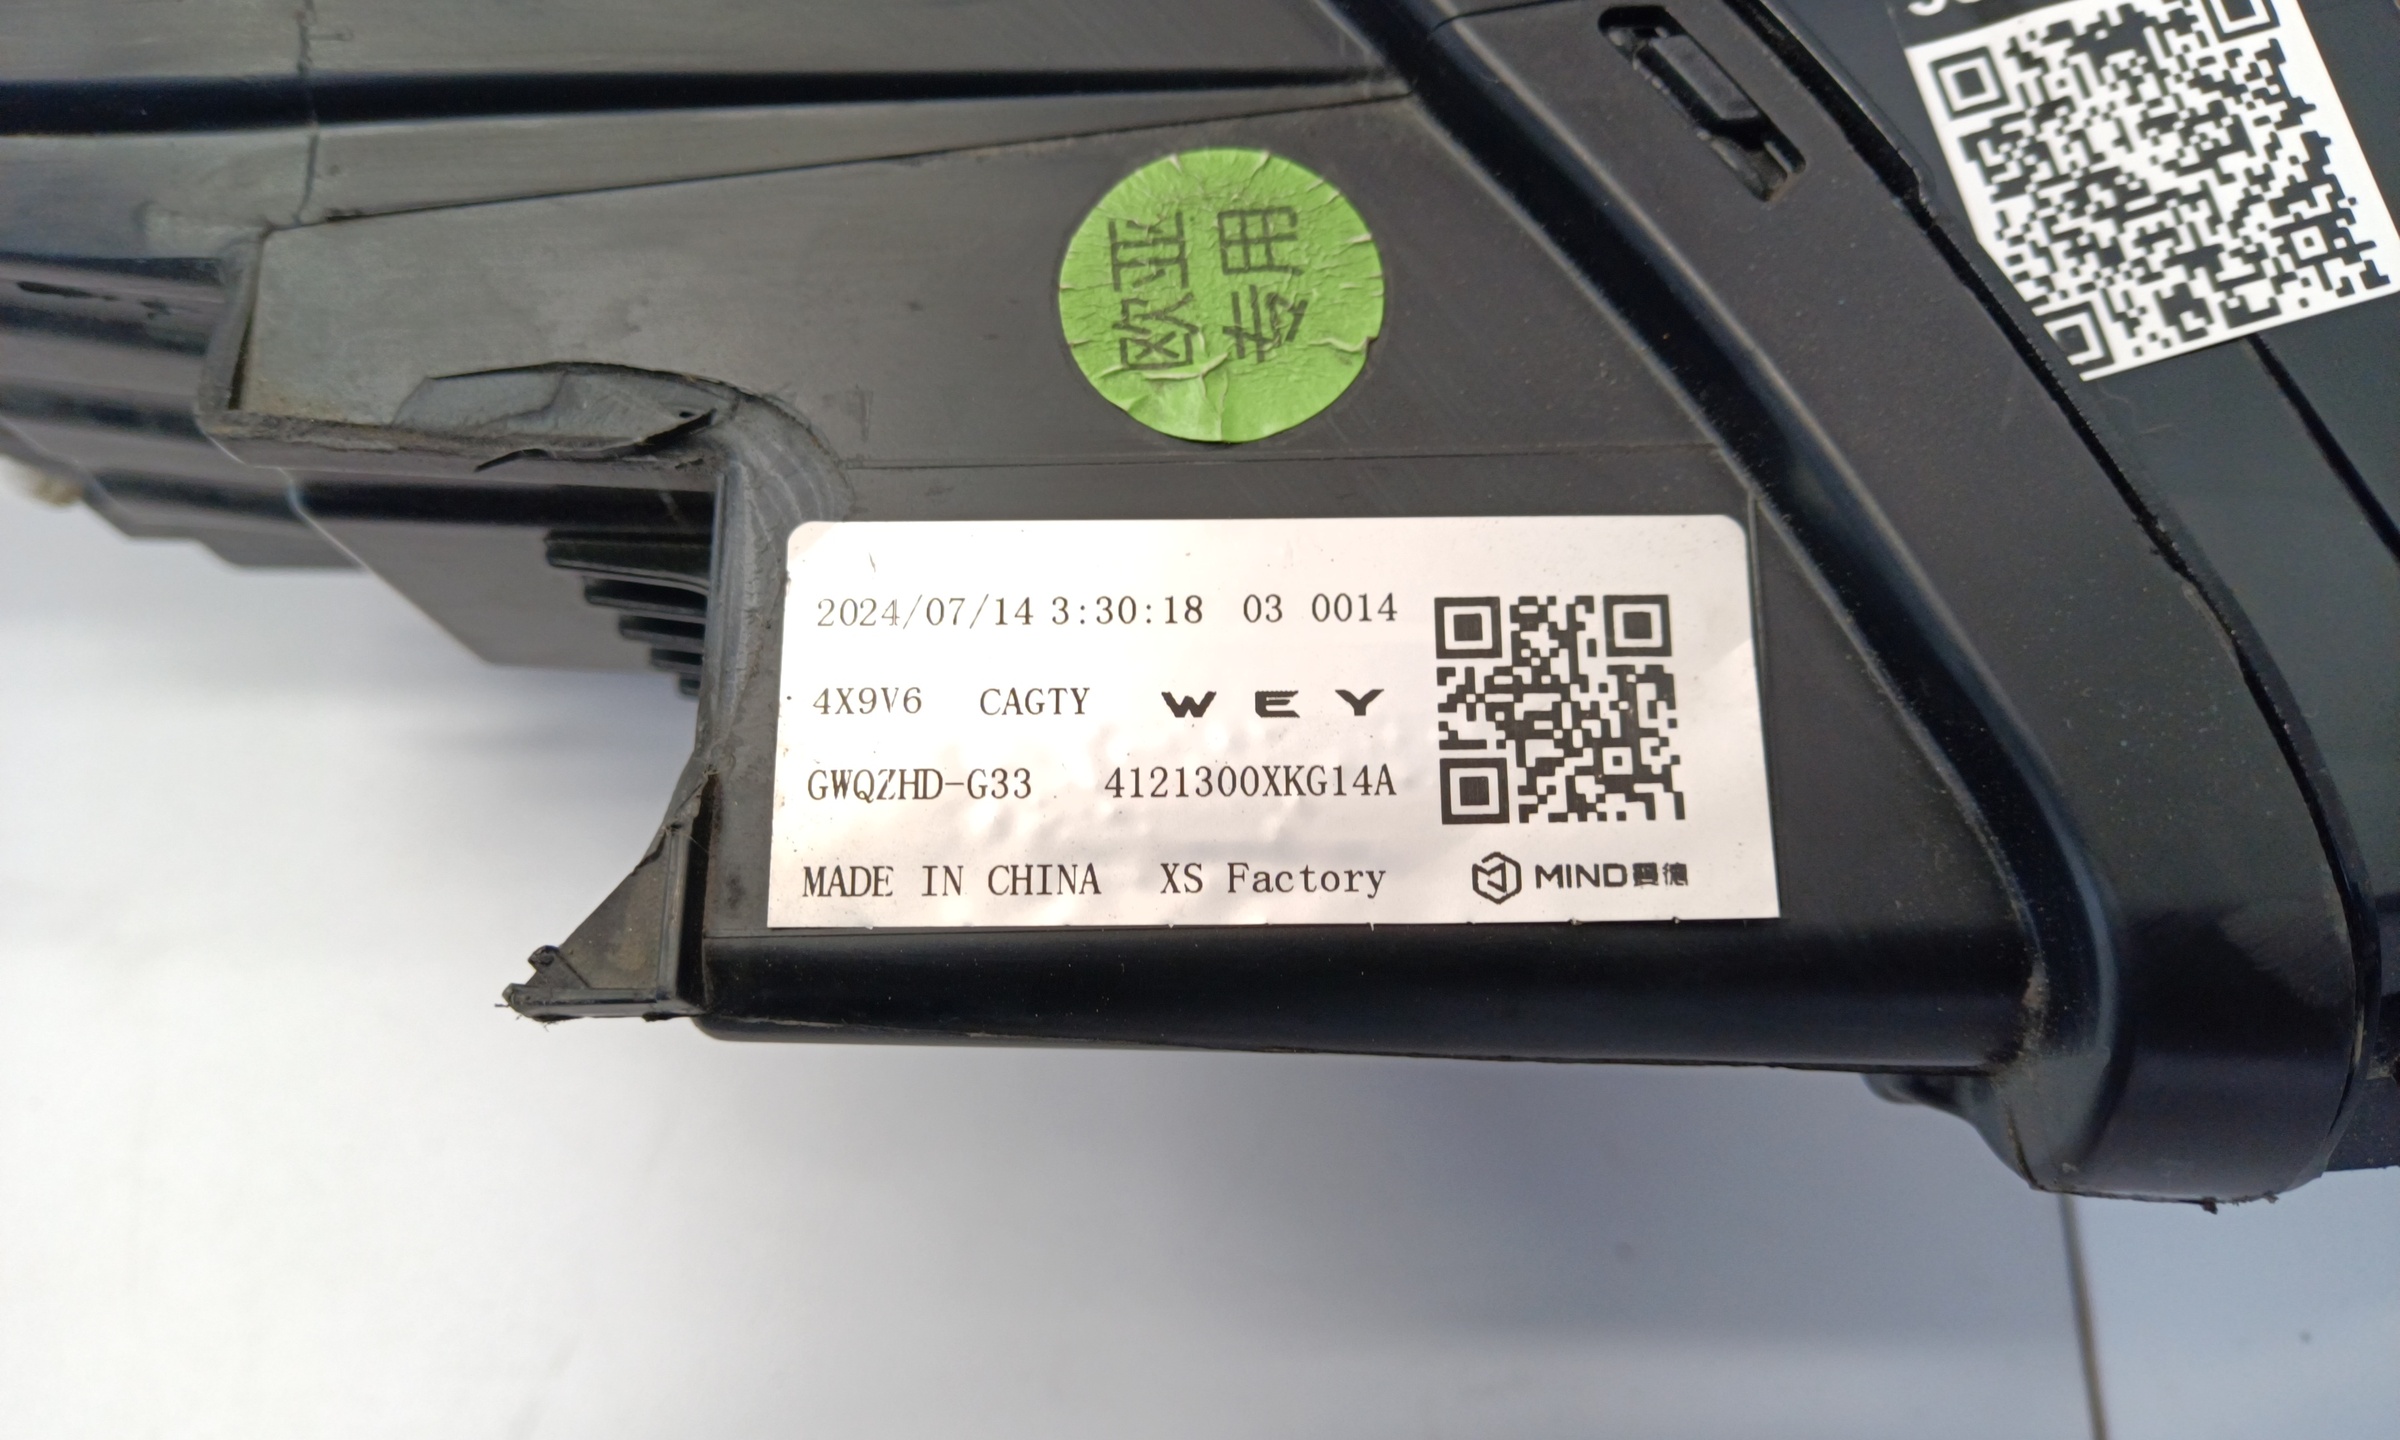 欧亚
专用
2024/07/14 3:30:18 03 0014
4X9V6 CAGTY WEY
GWQZHD-G33 4121300XKG14A
MADE IN CHINA XS Factory MIND曼德